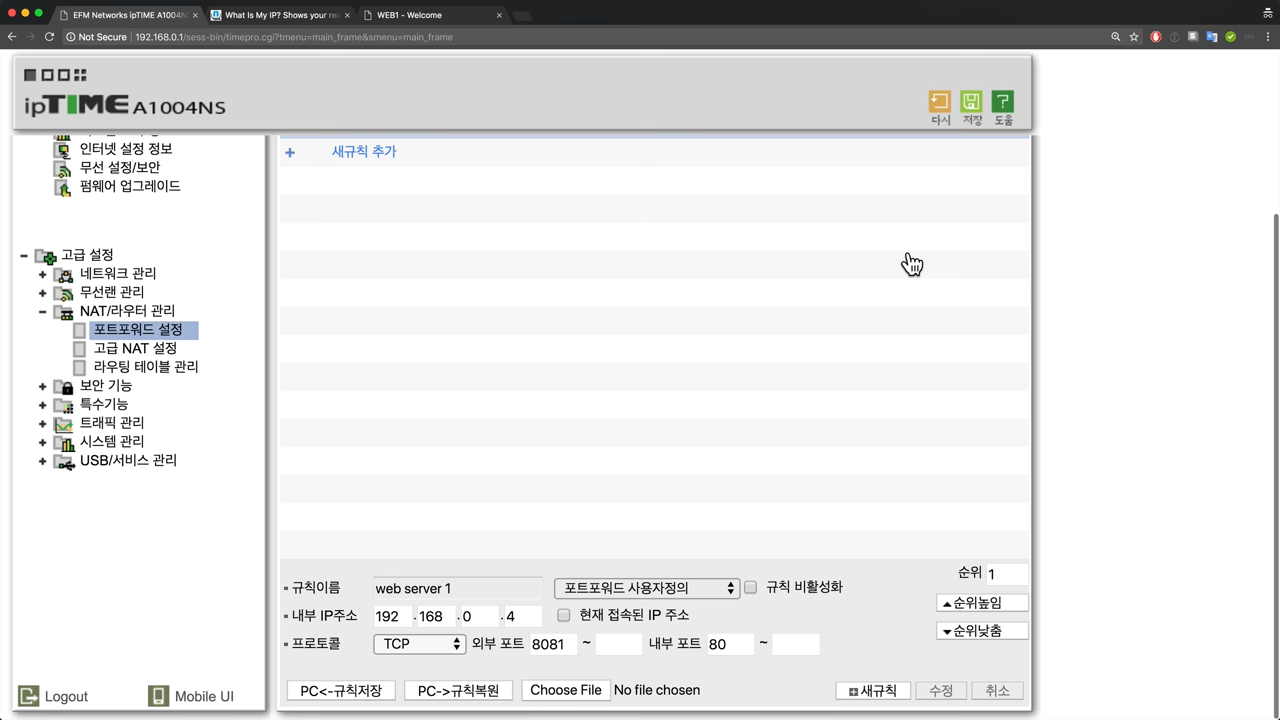 EFM Networks ipTIME A1004N
What Is My IP? Shows your rea
WEB1 - Welcome
Not Secure
192.168.0.1/sess-bin/timepro.cgi?tmenu=main_frame&smenu=main_frame
ipTIME A1004NS
다시
저장
도움
인터넷 설정 정보
무선 설정/보안
펌웨어 업그레이드
고급 설정
네트워크 관리
무선랜 관리
NAT/라우터 관리
포트포워드 설정
고급 NAT 설정
라우팅 테이블 관리
보안 기능
특수기능
트래픽 관리
시스템 관리
USB/서비스 관리
Logout
Mobile UI
+ 새규칙 추가
규칙이름 web server 1 포트포워드 사용자정의 규칙 비활성화
순위 1
내부 IP주소 192 . 168 . 0 . 4 현재 접속된 IP 주소
순위높임
프로토콜 TCP 외부 포트 8081 ~ 내부 포트 80 ~
순위낮춤
PC<-규칙저장 PC->규칙복원 Choose File No file chosen
새규칙 수정 취소